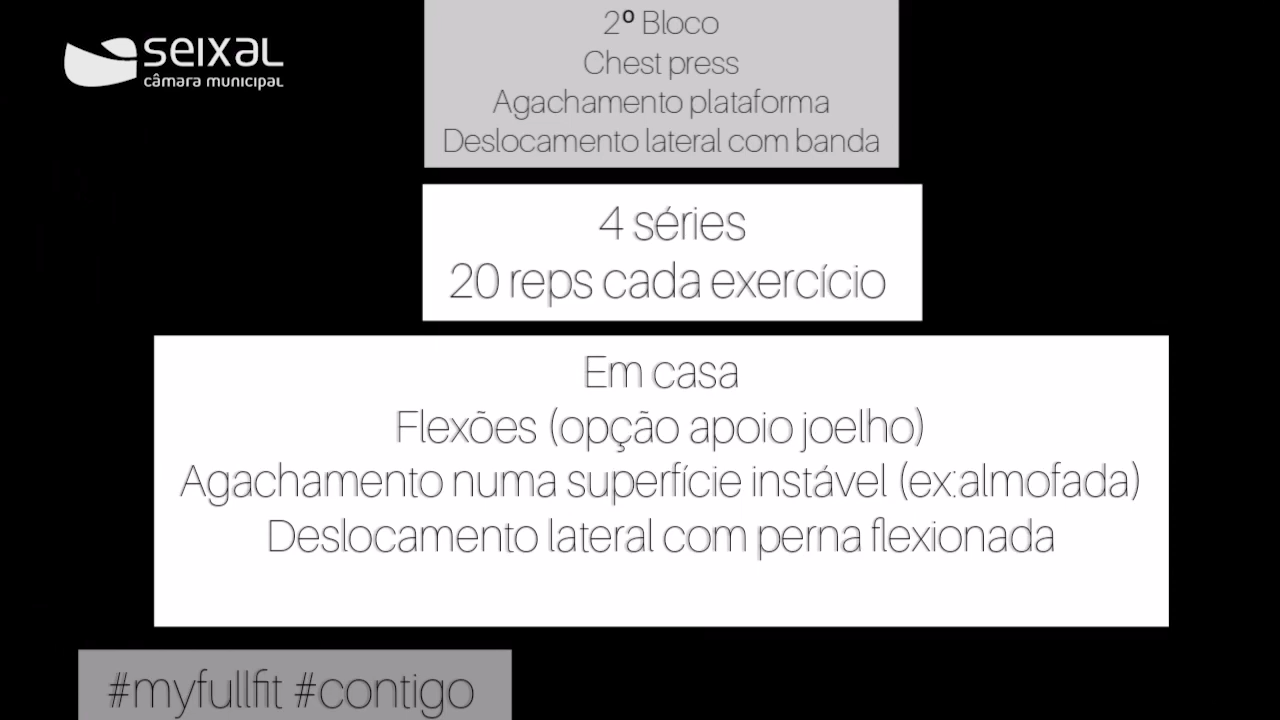 SEIXAL
câmara municipal
2º Bloco
Chest press
Agachamento plataforma
Deslocamento lateral com banda
4 séries
20 reps cada exercício
Em casa
Flexões (opção apoio joelho)
Agachamento numa superfície instável (ex:almofada)
Deslocamento lateral com perna flexionada
#myfullfit #contigo